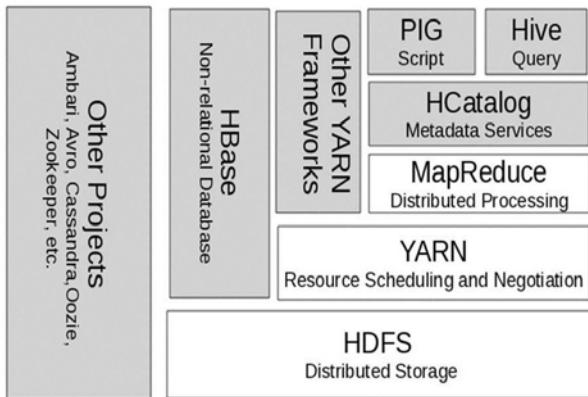 Other Projects
Ambari, Avro, Cassandra,Oozie,
Zookeeper, etc.
HBase
Non-relational Database
Other YARN
Frameworks
PIG
Script
Hive
Query
HCatalog
Metadata Services
MapReduce
Distributed Processing
YARN
Resource Scheduling and Negotiation
HDFS
Distributed Storage